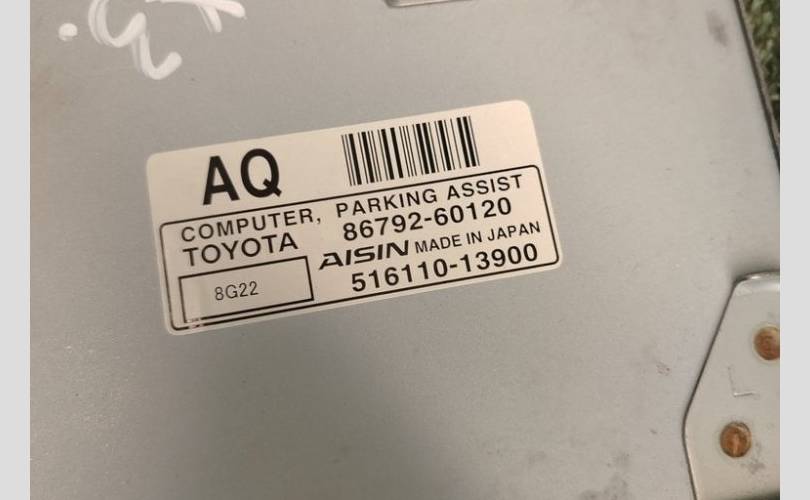 AQ
COMPUTER, PARKING ASSIST
TOYOTA 86792-60120
AISIN MADE IN JAPAN
8G22 516110-13900